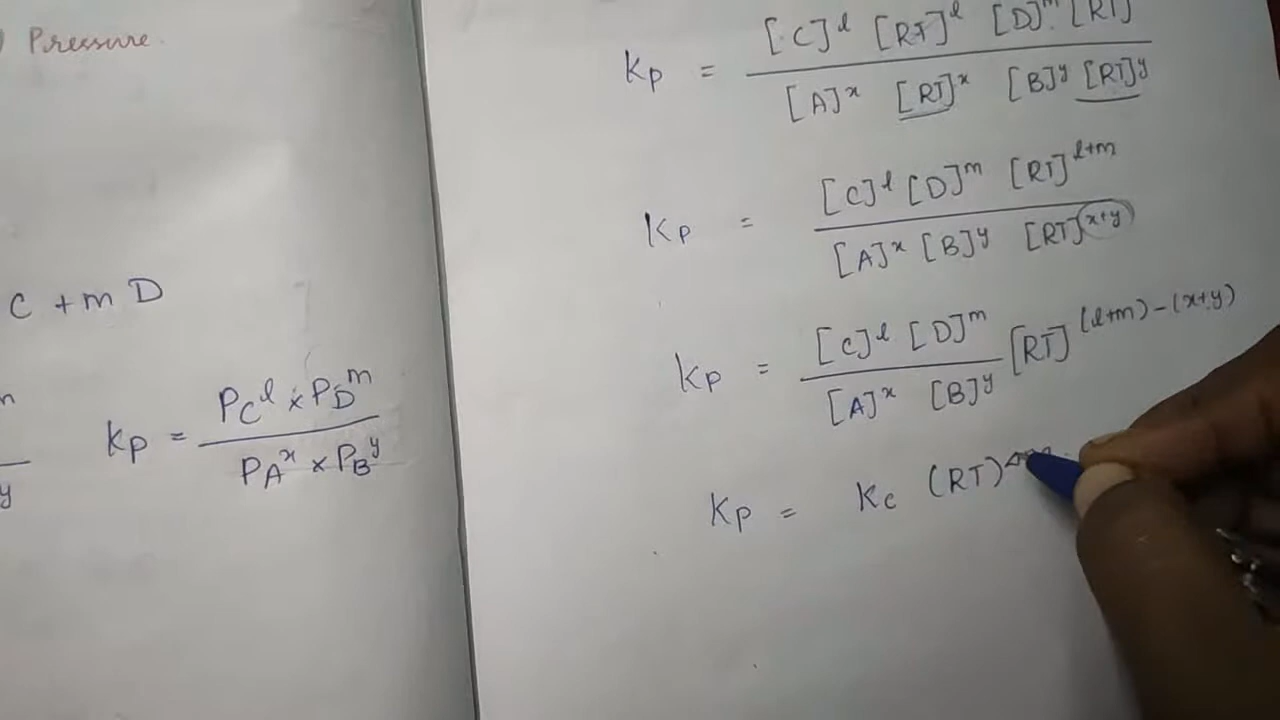 Pressure.
C + m D
n
y
Kp = PC^l × PD^m / PA^x × PB^y
Kp = [C]^l [RT]^l [D]^m [RT] / [A]^x [RT]^x [B]^y [RT]^y
Kp = [C]^l [D]^m [RT]^l+m / [A]^x [B]^y [RT]^x+y
Kp = [C]^l [D]^m / [A]^x [B]^y [RT]^(l+m)-(x+y)
Kp = Kc (RT)